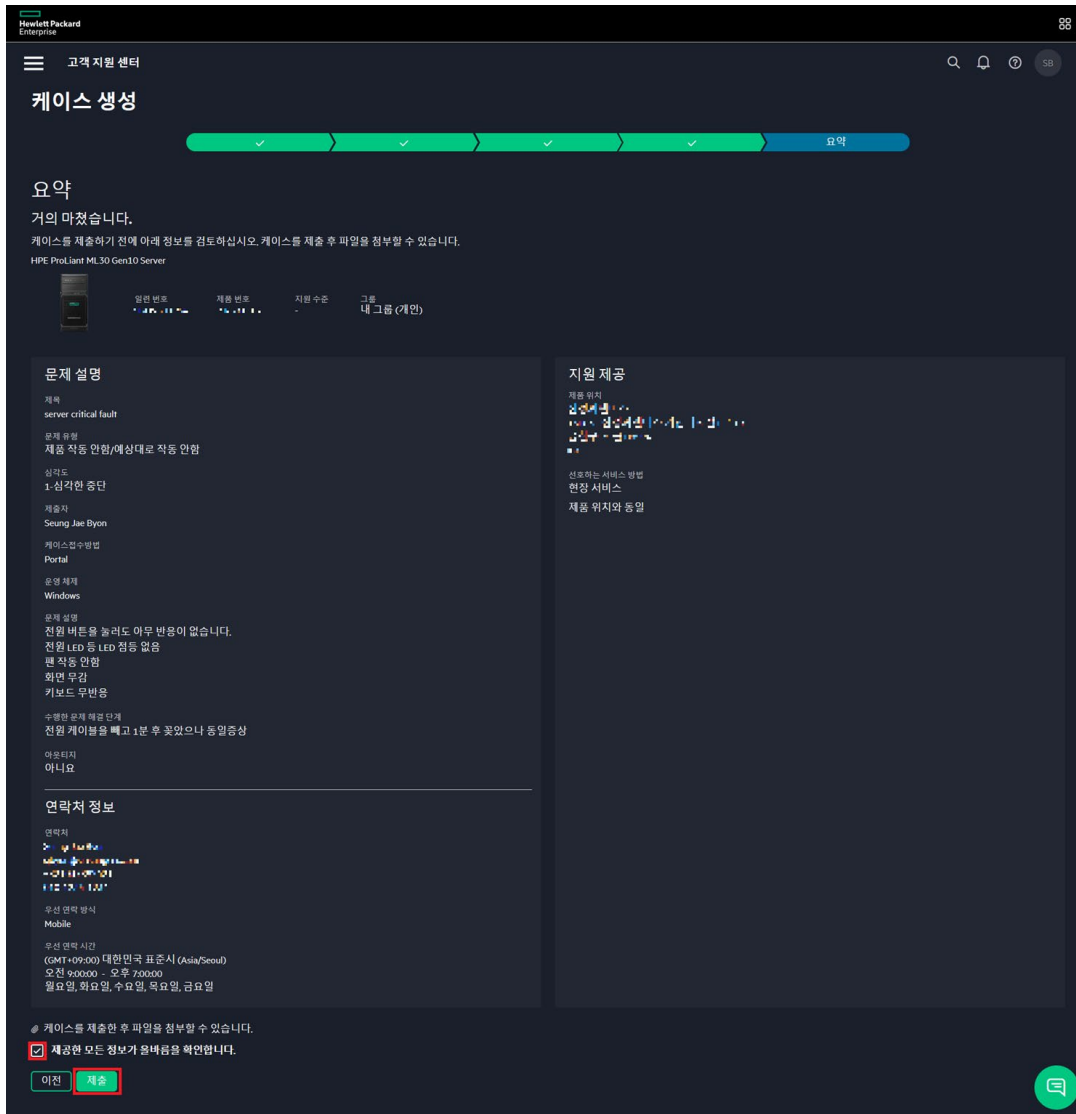 Hewlett Packard
Enterprise
고객 지원 센터
SB
케이스 생성
요약
요약
거의 마쳤습니다.
케이스를 제출하기 전에 아래 정보를 검토하십시오. 케이스를 제출 후 파일을 첨부할 수 있습니다.
HPE ProLiant ML30 Gen10 Server
일련 번호
제품 번호
지원 수준
-
그룹
내 그룹 (개인)
문제 설명
제목
server critical fault
문제 유형
제품 작동 안함/예상대로 작동 안함
심각도
1-심각한 중단
제출자
Seung Jae Byon
케이스접수방법
Portal
운영 체제
Windows
문제 설명
전원 버튼을 눌러도 아무 반응이 없습니다.
전원 LED 등 LED 점등 없음
팬 작동 안함
화면 무감
키보드 무반응
수행한 문제 해결 단계
전원 케이블을 빼고 1분 후 꽂았으나 동일증상
아웃티지
아니요
연락처 정보
연락처
우선 연락 방식
Mobile
우선 연락 시간
(GMT+09:00) 대한민국 표준시 (Asia/Seoul)
오전 9:00:00 - 오후 7:00:00
월요일, 화요일, 수요일, 목요일, 금요일
지원 제공
제품 위치
선호하는 서비스 방법
현장 서비스
제품 위치와 동일
케이스를 제출한 후 파일을 첨부할 수 있습니다.
제공한 모든 정보가 올바름을 확인합니다.
이전
제출